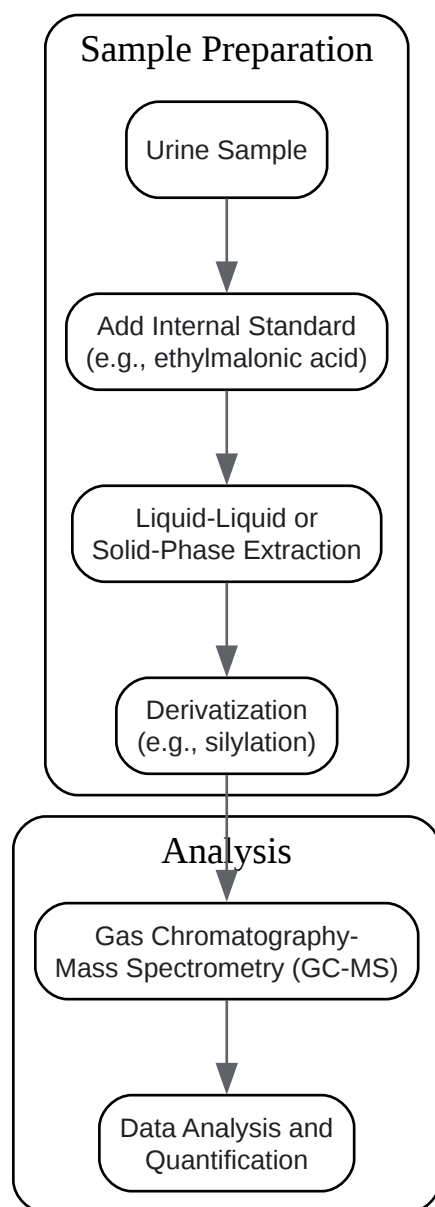 Sample Preparation
Urine Sample
Add Internal Standard
(e.g., ethylmalonic acid)
Liquid-Liquid or
Solid-Phase Extraction
Derivatization
(e.g., silylation)
Analysis
Gas Chromatography-
Mass Spectrometry (GC-MS)
Data Analysis and
Quantification